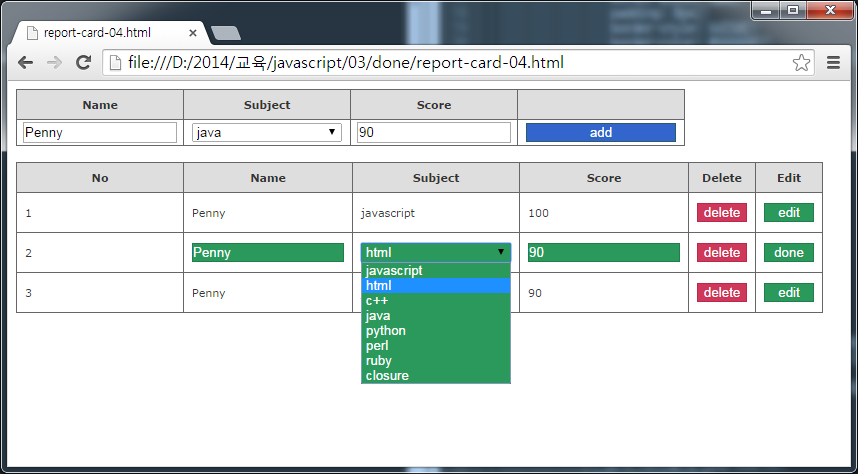 report-card-04.html
file:///D:/2014/교육/javascript/03/done/report-card-04.html
Name Subject Score
Penny java 90 add
No Name Subject Score Delete Edit
1 Penny javascript 100 delete edit
2 Penny html 90 delete done
3 Penny 90 delete edit
javascript
html
c++
java
python
perl
ruby
closure